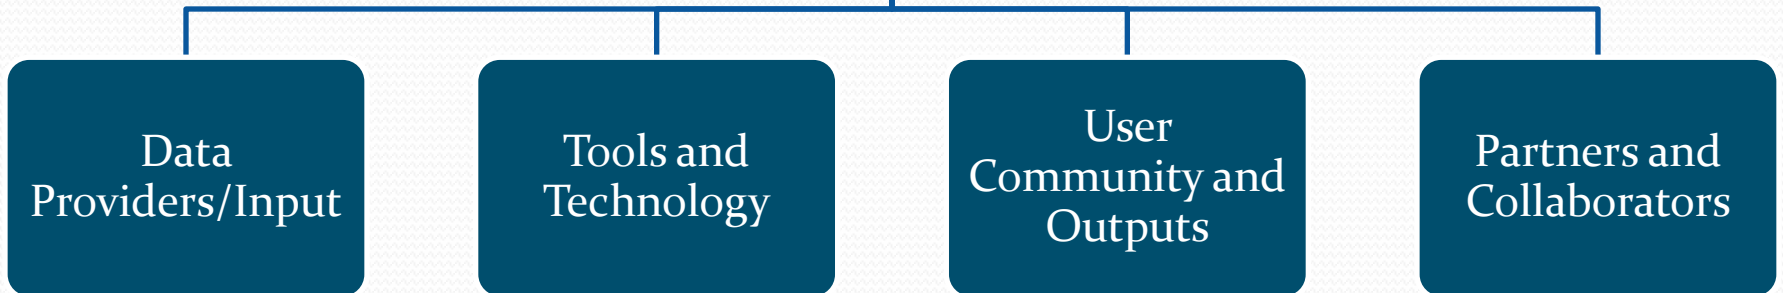 Data
Providers/Input
Tools and
Technology
User
Community and
Outputs
Partners and
Collaborators